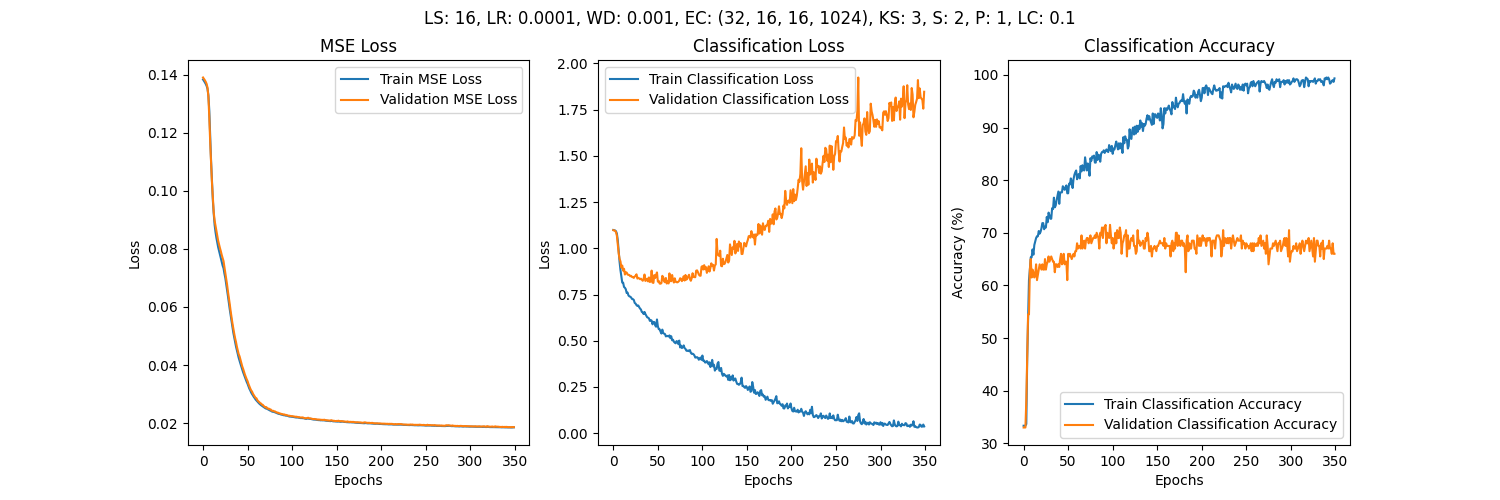 LS: 16, LR: 0.0001, WD: 0.001, EC: (32, 16, 16, 1024), KS: 3, S: 2, P: 1, LC: 0.1
MSE Loss
Train MSE Loss
Validation MSE Loss
0.14
0.12
0.10
0.08
0.06
0.04
0.02
Loss
0 50 100 150 200 250 300 350
Epochs
Classification Loss
Train Classification Loss
Validation Classification Loss
2.00
1.75
1.50
1.25
1.00
0.75
0.50
0.25
0.00
Loss
0 50 100 150 200 250 300 350
Epochs
Classification Accuracy
100
90
80
70
60
50
40
30
Accuracy (%)
Train Classification Accuracy
Validation Classification Accuracy
0 50 100 150 200 250 300 350
Epochs